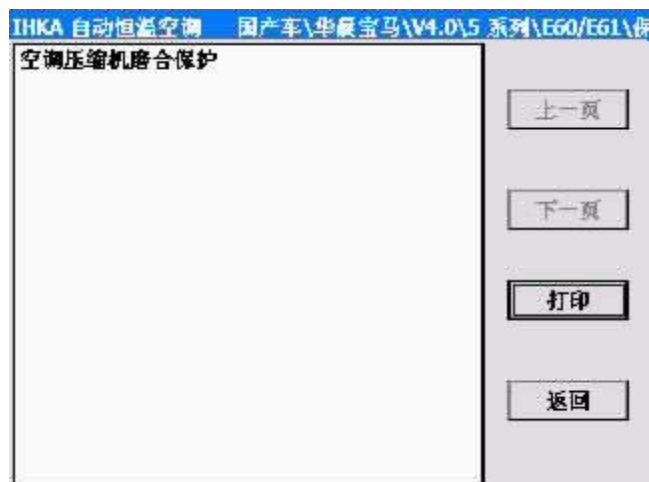 IHKA 自动恒温空调 国产车\华晨宝马\V4.0\5 系列\E60/E61\保
空调压缩机磨合保护
上一页
下一页
打印
返回